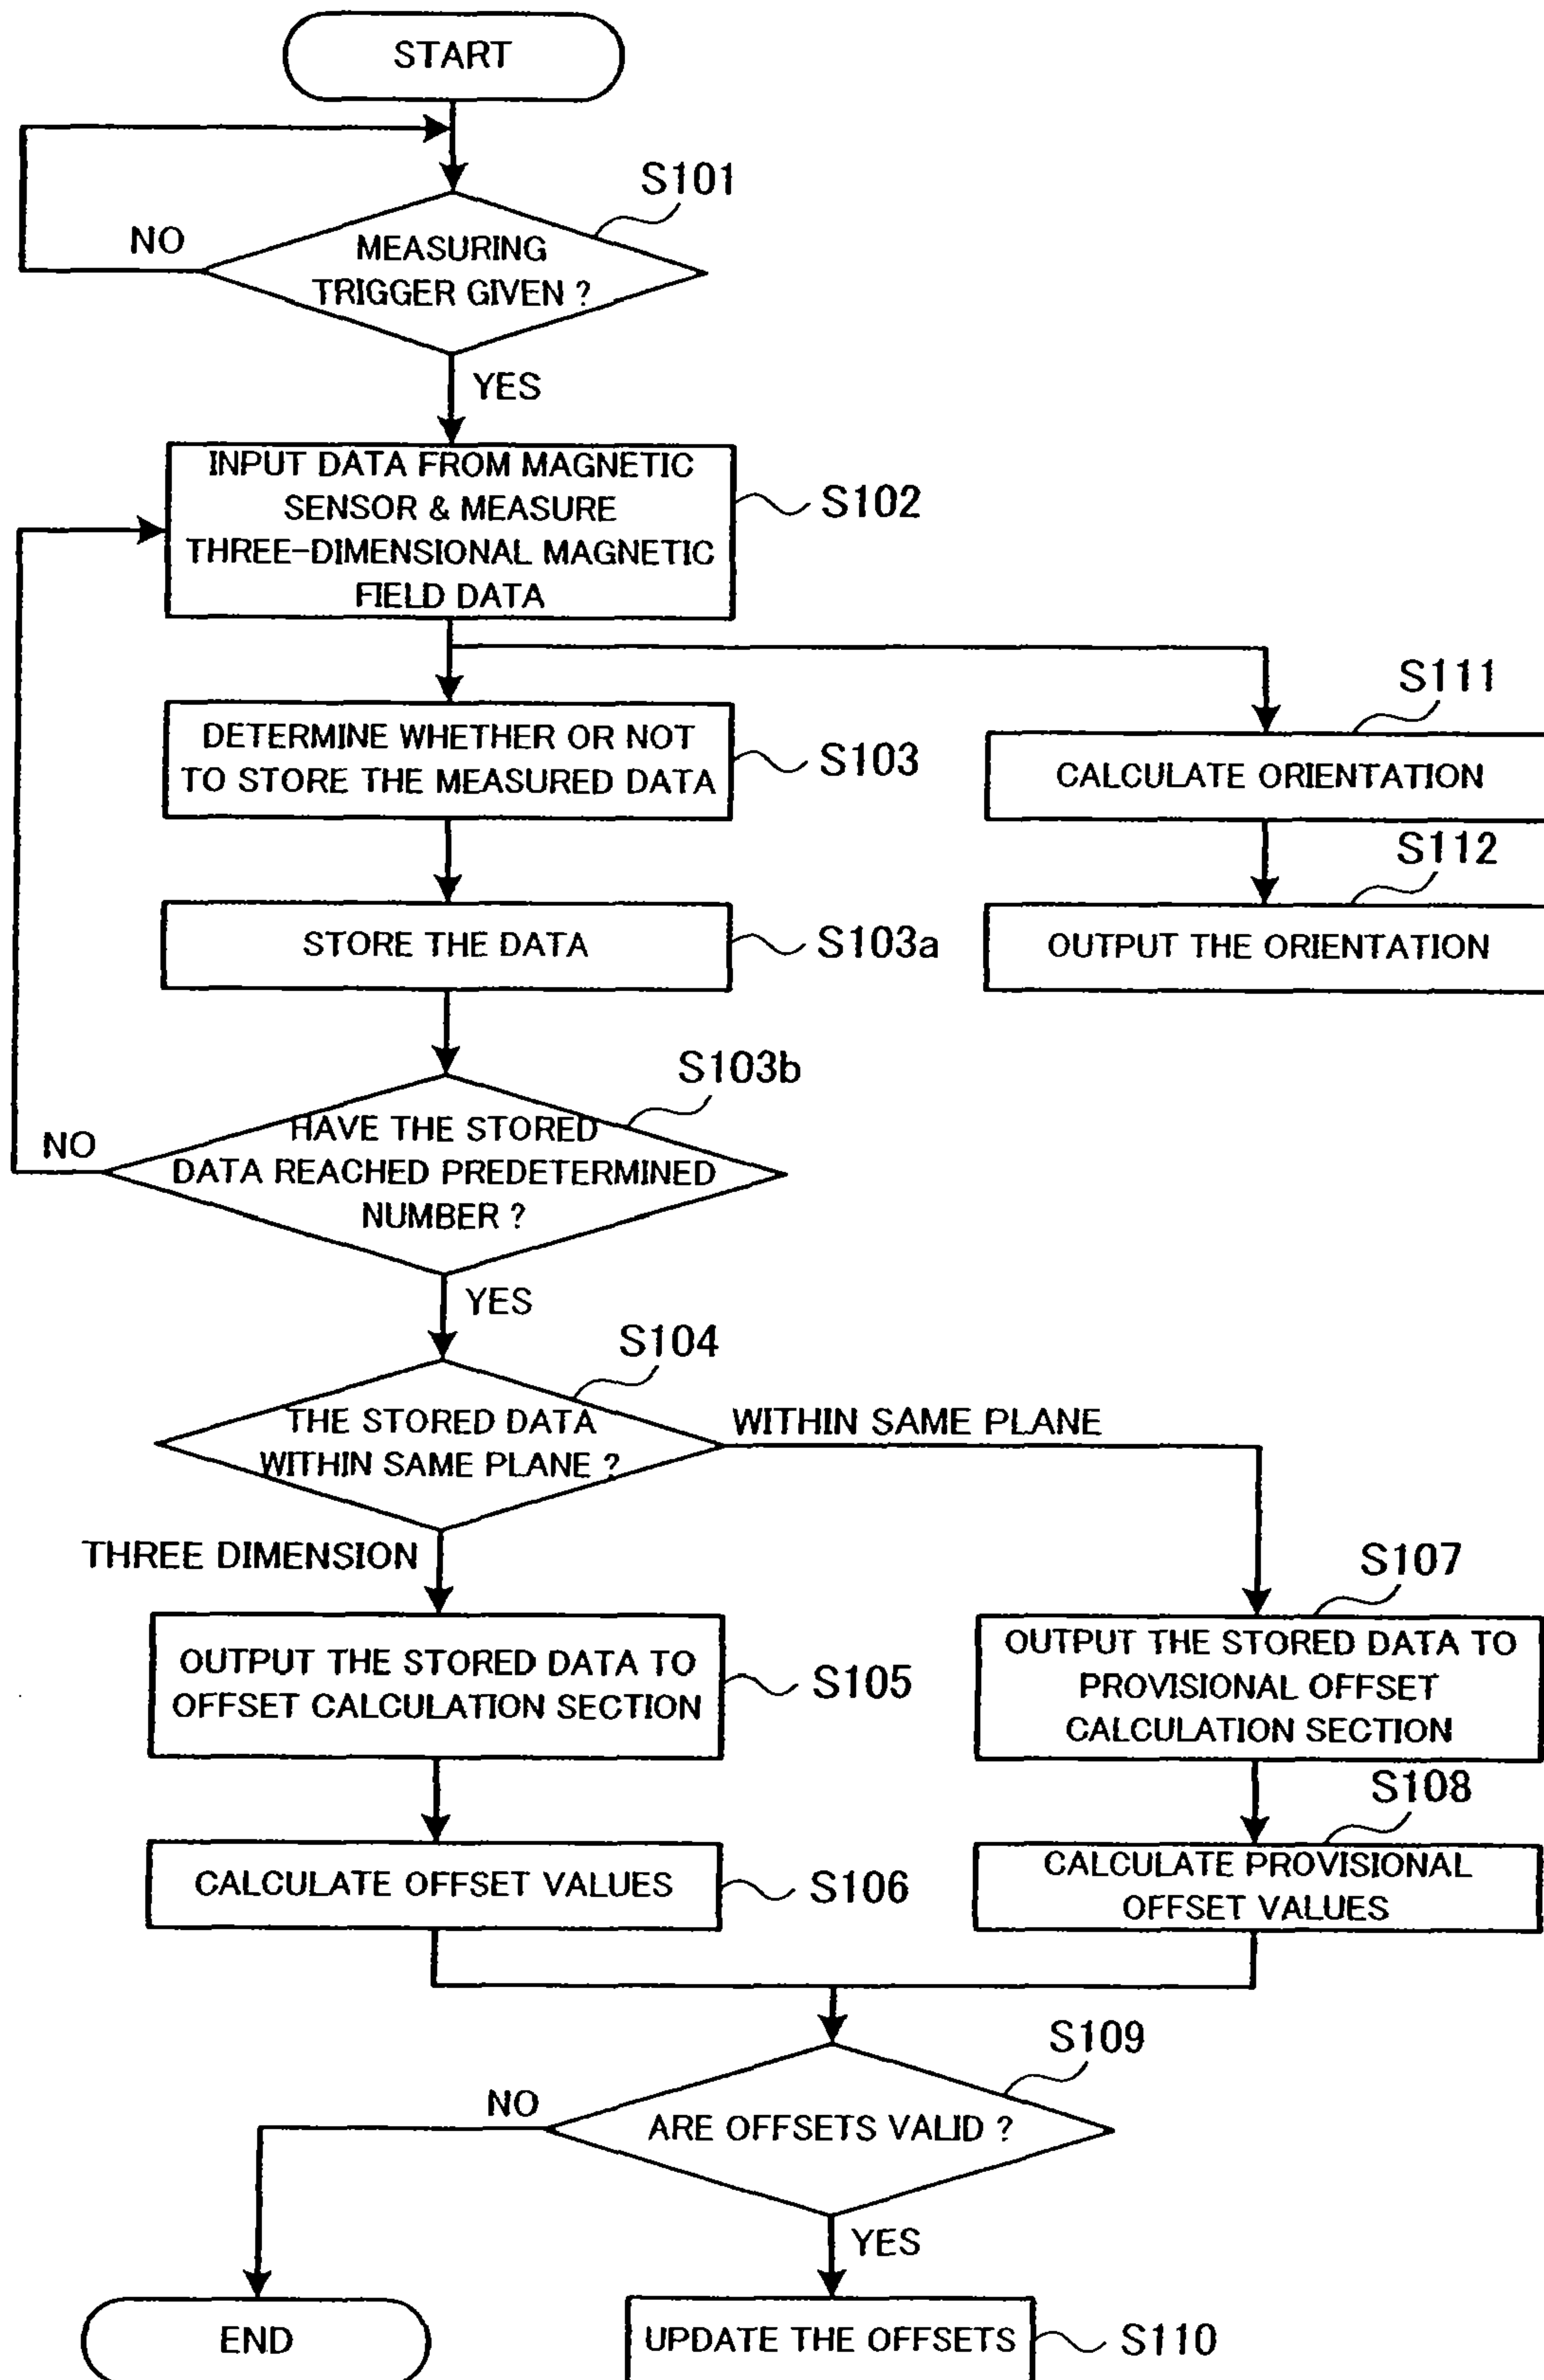 START
S101
NO
MEASURING
TRIGGER GIVEN ?
YES
INPUT DATA FROM MAGNETIC
SENSOR & MEASURE
THREE-DIMENSIONAL MAGNETIC
FIELD DATA
S102
S111
DETERMINE WHETHER OR NOT
TO STORE THE MEASURED DATA
S103
CALCULATE ORIENTATION
S112
STORE THE DATA
S103a
OUTPUT THE ORIENTATION
S103b
NO
HAVE THE STORED
DATA REACHED PREDETERMINED
NUMBER ?
YES
S104
THE STORED DATA
WITHIN SAME PLANE ?
WITHIN SAME PLANE
THREE DIMENSION
S107
OUTPUT THE STORED DATA TO
OFFSET CALCULATION SECTION
S105
OUTPUT THE STORED DATA TO
PROVISIONAL OFFSET
CALCULATION SECTION
S108
CALCULATE OFFSET VALUES
S106
CALCULATE PROVISIONAL
OFFSET VALUES
S109
NO
ARE OFFSETS VALID ?
YES
END
UPDATE THE OFFSETS
S110